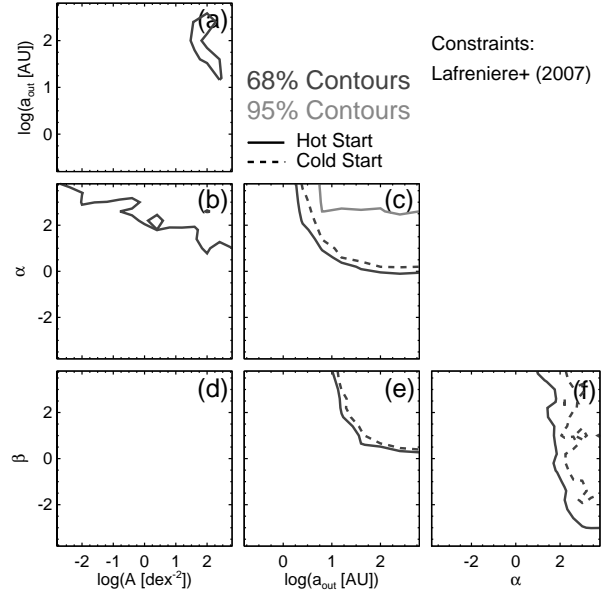 (a)
Constraints:
Lafreniere+ (2007)
68% Contours
95% Contours
Hot Start
Cold Start
log(a_out [AU])
2
1
0
(b)
(c)
α
2
0
-2
(d)
(e)
(f)
β
2
0
-2
-2 -1 0 1 2
0 1 2
-2 0 2
log(A [dex⁻²])
log(a_out [AU])
α